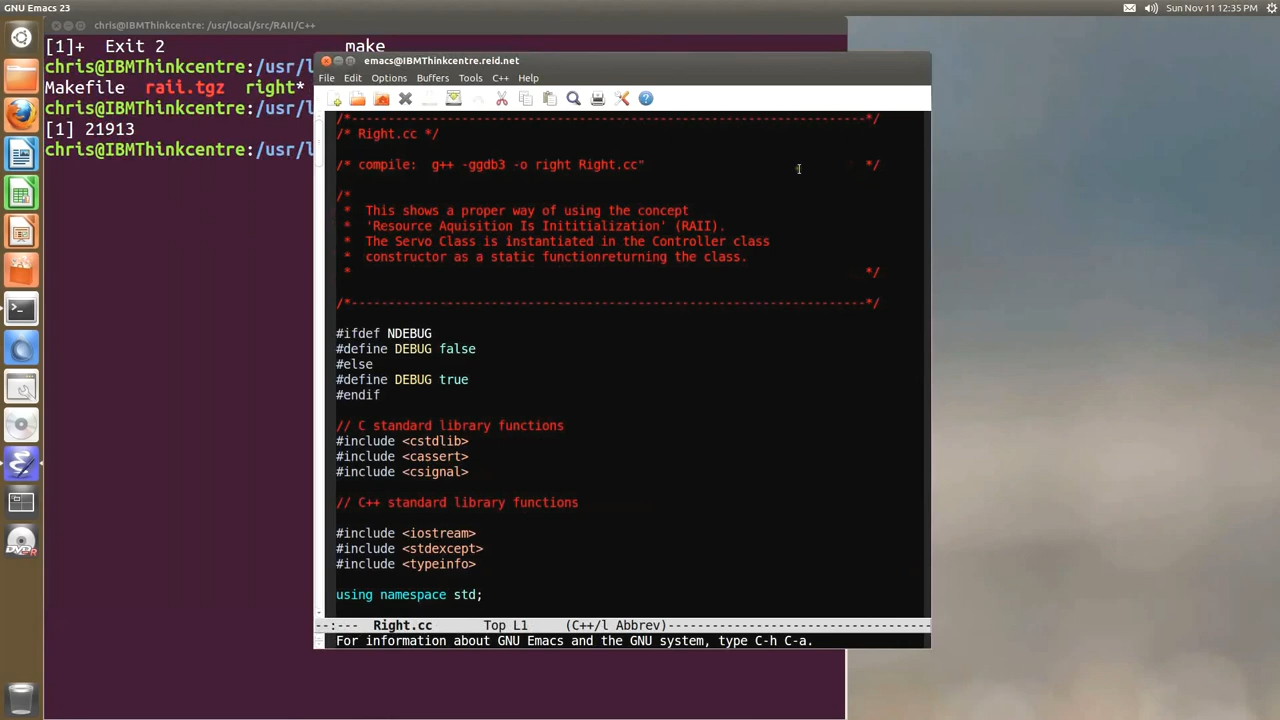 GNU Emacs 23
Sun Nov 11 12:35 PM
chris@IBMThinkcentre: /usr/local/src/RAII/C++
[1]+  Exit 2                  make
chris@IBMThinkcentre:/usr/l
Makefile  raii.tgz  right*
chris@IBMThinkcentre:/usr/l
[1] 21913
chris@IBMThinkcentre:/usr/l
emacs@IBMThinkcentre.reid.net
File Edit Options Buffers Tools C++ Help
/*----------------------------------------------------------------------*/
/* Right.cc */
/* compile:  g++ -ggdb3 -o right Right.cc"                              */
/*
 *  This shows a proper way of using the concept
 *  'Resource Aquisition Is Inititialization' (RAII).
 *  The Servo Class is instantiated in the Controller class
 *  constructor as a static functionreturning the class.
 *                                                                      */
/*----------------------------------------------------------------------*/
#ifdef NDEBUG
#define DEBUG false
#else
#define DEBUG true
#endif
// C standard library functions
#include <cstdlib>
#include <cassert>
#include <csignal>
// C++ standard library functions
#include <iostream>
#include <stdexcept>
#include <typeinfo>
using namespace std;
--:---  Right.cc       Top L1     (C++/l Abbrev)------------------------------------
For information about GNU Emacs and the GNU system, type C-h C-a.